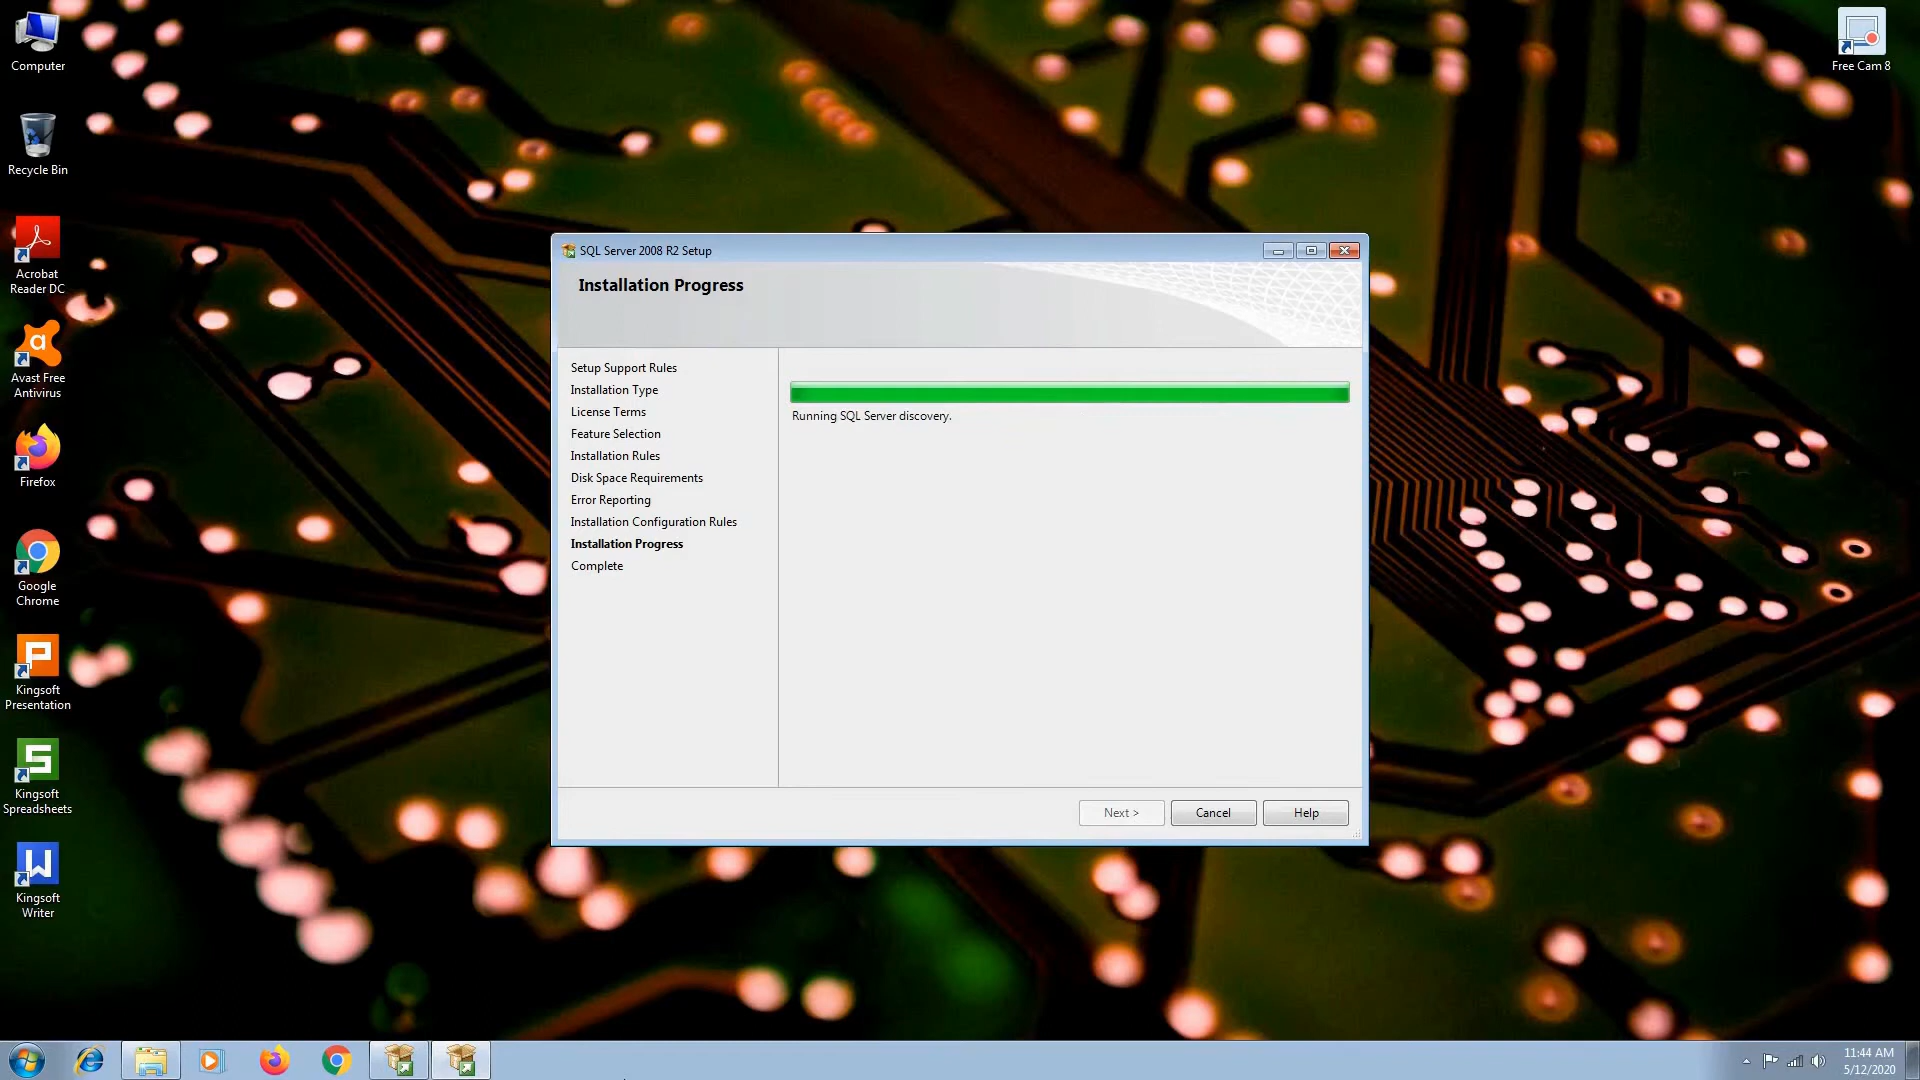 Computer
Recycle Bin
Acrobat
Reader DC
Avast Free
Antivirus
Firefox
Google
Chrome
Kingsoft
Presentation
Kingsoft
Spreadsheets
Kingsoft
Writer
Free Cam 8
SQL Server 2008 R2 Setup
Installation Progress
Setup Support Rules
Installation Type
License Terms
Feature Selection
Installation Rules
Disk Space Requirements
Error Reporting
Installation Configuration Rules
Installation Progress
Complete
Running SQL Server discovery.
Next >
Cancel
Help
11:44 AM
5/12/2020